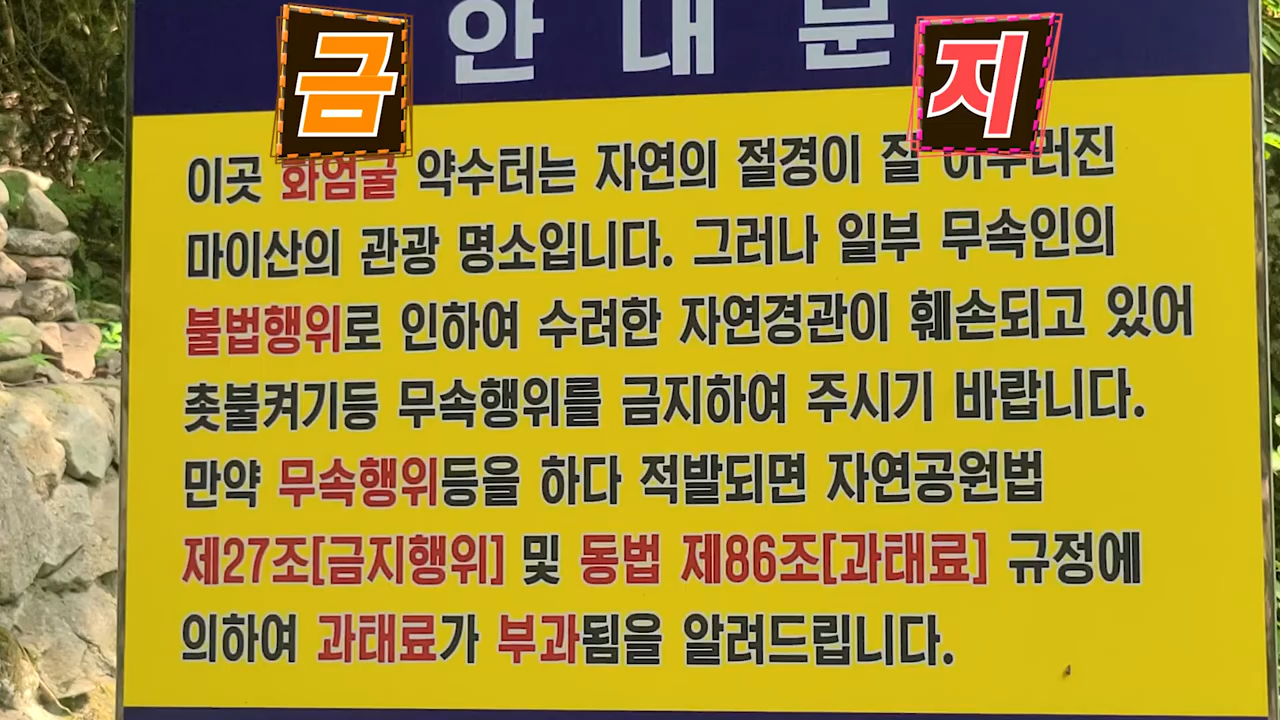 금 지
안 내 문
이곳 화엄굴 약수터는 자연의 절경이 잘 어우러진
마이산의 관광 명소입니다. 그러나 일부 무속인의
불법행위로 인하여 수려한 자연경관이 훼손되고 있어
촛불켜기등 무속행위를 금지하여 주시기 바랍니다.
만약 무속행위등을 하다 적발되면 자연공원법
제27조[금지행위] 및 동법 제86조[과태료] 규정에
의하여 과태료가 부과됨을 알려드립니다.